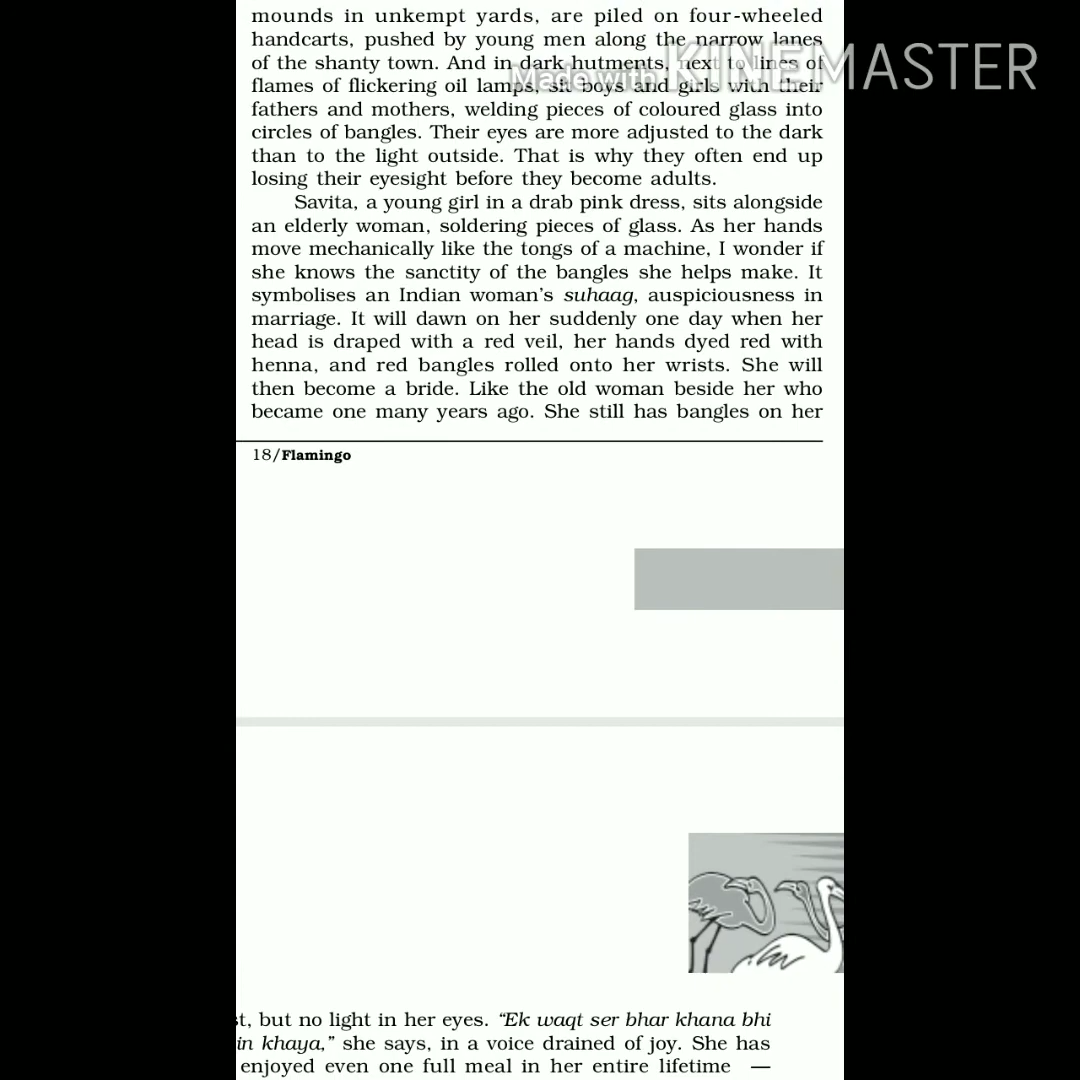 mounds in unkempt yards, are piled on four-wheeled
handcarts, pushed by young men along the narrow lanes
of the shanty town. And in dark hutments, next to lines of
Made with KINEMASTER
flames of flickering oil lamps, sit boys and girls with their
fathers and mothers, welding pieces of coloured glass into
circles of bangles. Their eyes are more adjusted to the dark
than to the light outside. That is why they often end up
losing their eyesight before they become adults.
Savita, a young girl in a drab pink dress, sits alongside
an elderly woman, soldering pieces of glass. As her hands
move mechanically like the tongs of a machine, I wonder if
she knows the sanctity of the bangles she helps make. It
symbolises an Indian woman's suhaag, auspiciousness in
marriage. It will dawn on her suddenly one day when her
head is draped with a red veil, her hands dyed red with
henna, and red bangles rolled onto her wrists. She will
then become a bride. Like the old woman beside her who
became one many years ago. She still has bangles on her
18/Flamingo
st, but no light in her eyes. “Ek waqt ser bhar khana bhi
in khaya,” she says, in a voice drained of joy. She has
enjoyed even one full meal in her entire lifetime —